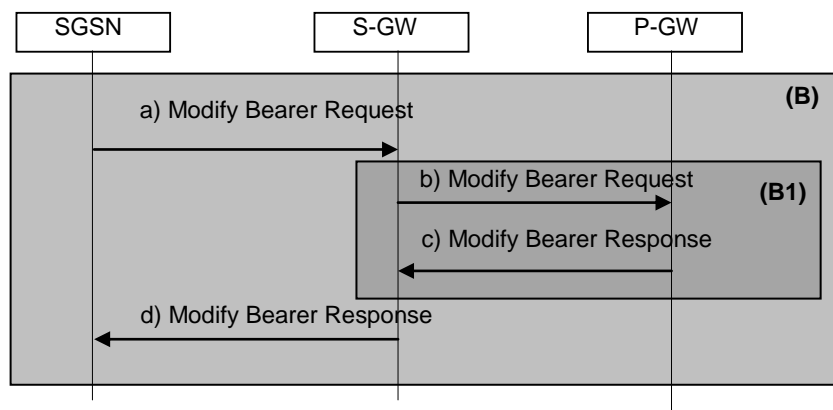 SGSN S-GW P-GW
(B)
a) Modify Bearer Request
b) Modify Bearer Request
(B1)
c) Modify Bearer Response
d) Modify Bearer Response